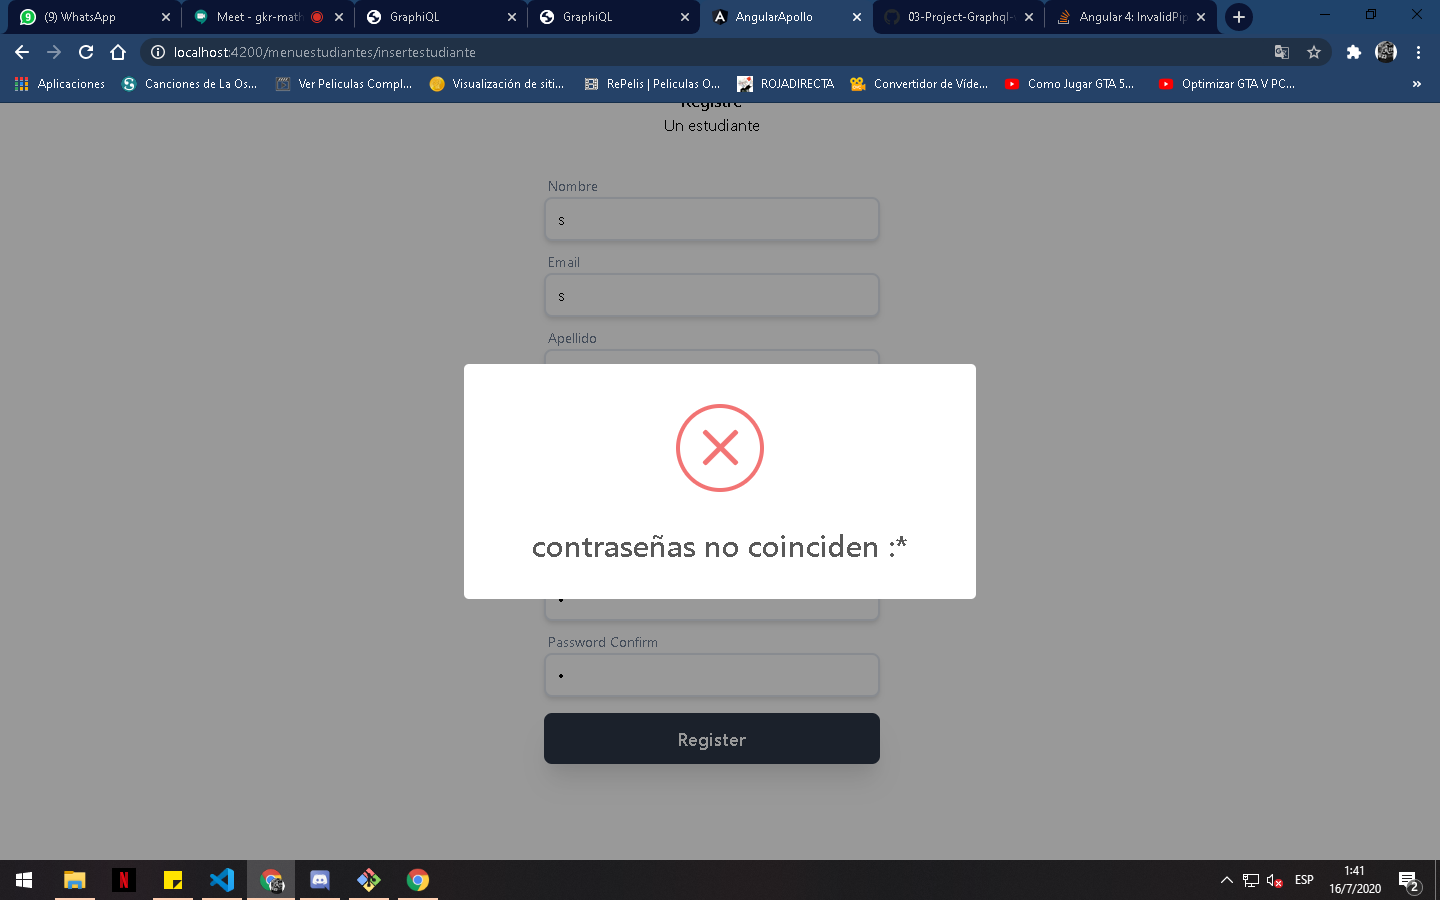 (9) WhatsApp
Meet - gkr-math
GraphiQL
GraphiQL
AngularApollo
03-Project-Graphql-
Angular 4: InvalidPip
localhost:4200/menuestudiantes/insertestudiante
Aplicaciones
Canciones de La Os...
Ver Peliculas Compl...
Visualización de siti...
RePelis | Peliculas O...
ROJADIRECTA
Convertidor de Víde...
Como Jugar GTA 5...
Optimizar GTA V PC...
»
Registre
Un estudiante
Nombre
s
Email
s
Apellido
contraseñas no coinciden :*
Password Confirm
Register
ESP
1:41
16/7/2020
2